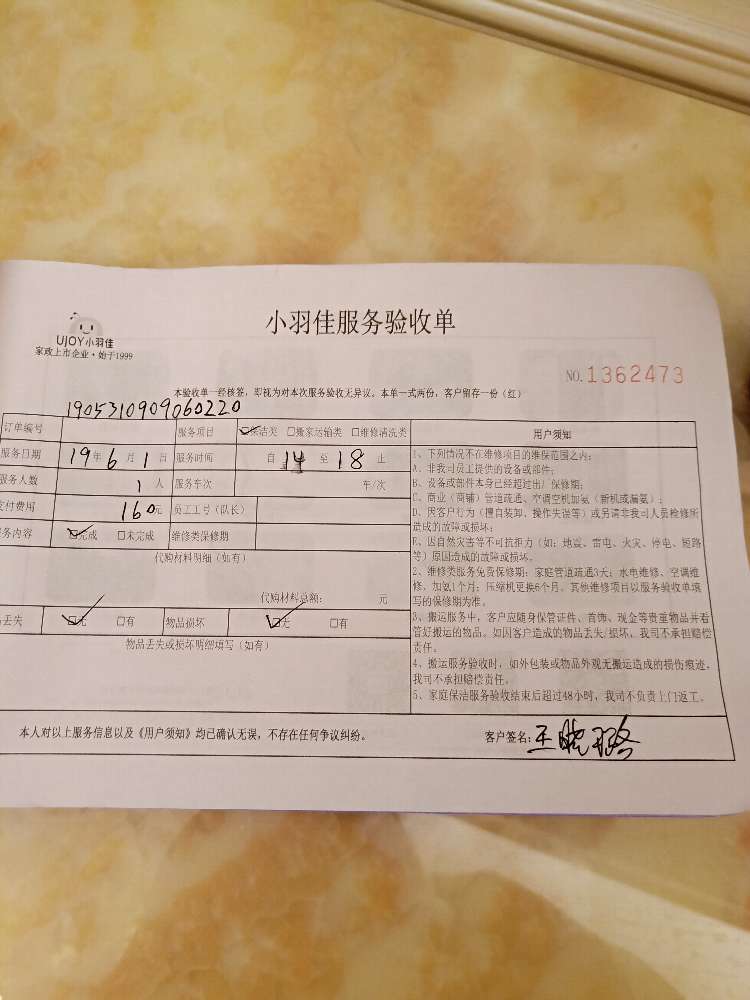 小羽佳服务验收单
UJOY小羽佳
家政上市企业·始于1999
NO.1362473
本验收单一经核签，即视为对本次服务验收无异议。本单一式两份，客户留存一份（红）
1905310909060220
订单编号 服务项目 ☑保洁类 □搬家运输类 □维修清洗类
服务日期 19年6月1日 服务时间 自14至18止
服务人数 1人 服务车次 车/次
支付费用 160元 员工工号（队长）
务内容 ☑完成 □未完成 维修类保修期
代购材料明细（如有）
代购材料总额： 元
丢失 ☑无 □有 物品损坏 ☑无 □有
物品丢失或损坏明细填写（如有）
用户须知
1、下列情况不在维修项目的维保范围之内：
A、非我司员工提供的设备或部件；
B、设备或部件本身已经超过出厂保修期；
C、商业（商铺）管道疏通、空调空机加氨（新机或漏氨）；
D、因客户行为（擅自装卸、操作失误等）或另请非我司人员检修所
造成的故障或损坏；
E、因自然灾害等不可抗拒力（如：地震、雷电、火灾、停电、短路
等）原因造成的故障或损坏。
2、维修类服务免费保修期：家庭管道疏通3天；水电维修、空调维
修、加氨1个月；压缩机更换6个月。其他维修项目以服务验收单填
写的保修期为准。
3、搬运服务中，客户应随身保管证件、首饰、现金等贵重物品并看
管好搬运的物品。如因客户造成的物品丢失/损坏，我司不承担赔偿
责任。
4、搬运服务验收时，如外包装或物品外观无搬运造成的损伤痕迹，
我司不承担赔偿责任。
5、家庭保洁服务验收结束后超过48小时，我司不负责上门返工。
本人对以上服务信息以及《用户须知》均已确认无误，不存在任何争议纠纷。
客户签名：王晓璐